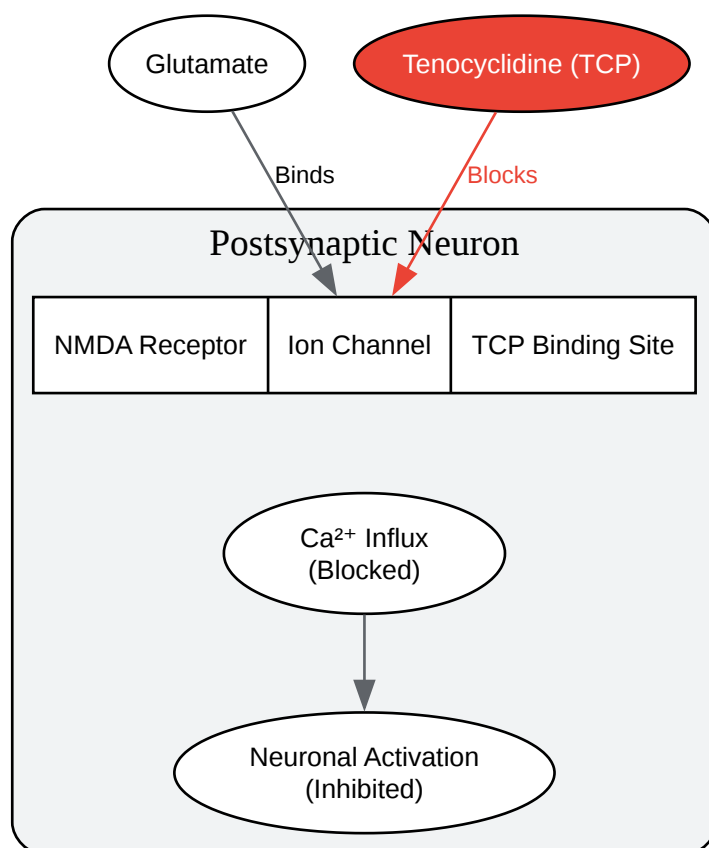 Glutamate
Tenocyclidine (TCP)
Binds
Blocks
Postsynaptic Neuron
NMDA Receptor
Ion Channel
TCP Binding Site
Ca²⁺ Influx
(Blocked)
Neuronal Activation
(Inhibited)